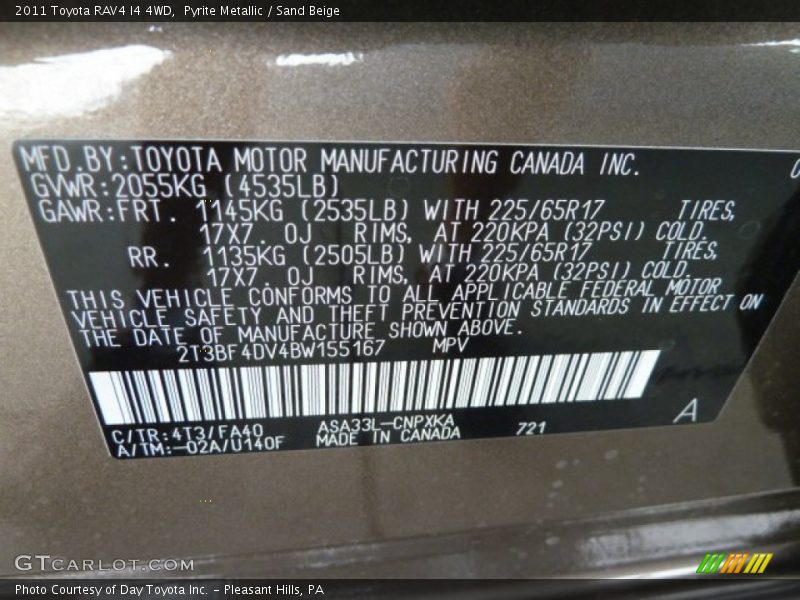 2011 Toyota RAV4 I4 4WD, Pyrite Metallic / Sand Beige
MFD.BY:TOYOTA MOTOR MANUFACTURING CANADA INC.
GVWR:2055KG (4535LB)
GAWR:FRT. 1145KG (2535LB) WITH 225/65R17 TIRES,
17X7. 0J RIMS, AT 220KPA (32PSI) COLD.
RR. 1135KG (2505LB) WITH 225/65R17 TIRES,
17X7. 0J RIMS, AT 220KPA (32PSI) COLD.
THIS VEHICLE CONFORMS TO ALL APPLICABLE FEDERAL MOTOR
VEHICLE SAFETY AND THEFT PREVENTION STANDARDS IN EFFECT ON
THE DATE OF MANUFACTURE SHOWN ABOVE.
2T3BF4DV4BW155167 MPV
C/TR:4T3/FA40 ASA33L-CNPXKA 721 A
A/TM:-02A/U140F MADE IN CANADA
GTCARLOT.COM
Photo Courtesy of Day Toyota Inc. - Pleasant Hills, PA